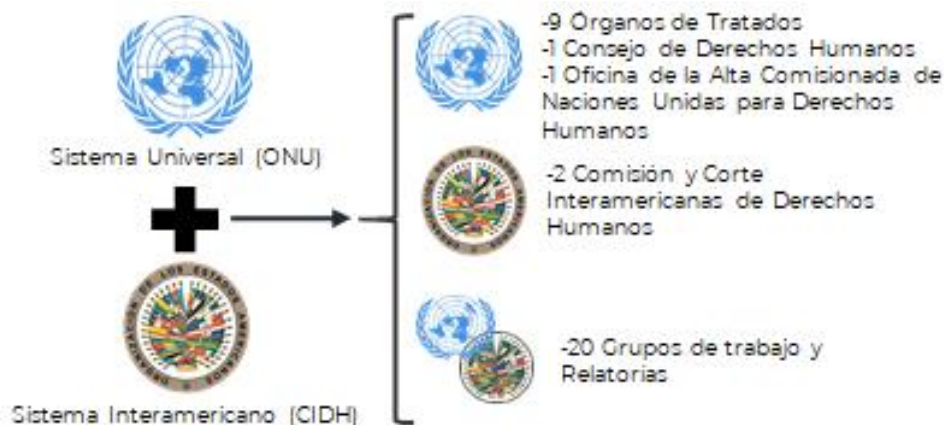 Sistema Universal (ONU)
Sistema Interamericano (CIDH)
-9 Órganos de Tratados
-1 Consejo de Derechos Humanos
-1 Oficina de la Alta Comisionada de
Naciones Unidas para Derechos
Humanos
-2 Comisión y Corte
Interamericanas de Derechos
Humanos
-20 Grupos de trabajo y
Relatorías